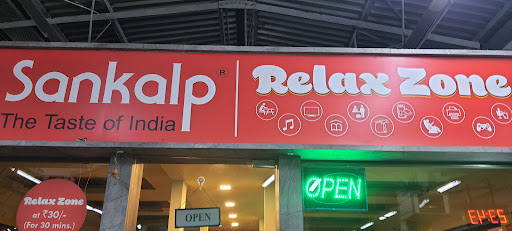 Sankalp®
The Taste of India
Relax Zone
Relax Zone
at ₹30/-
(For 30 mins.)
OPEN
OPEN